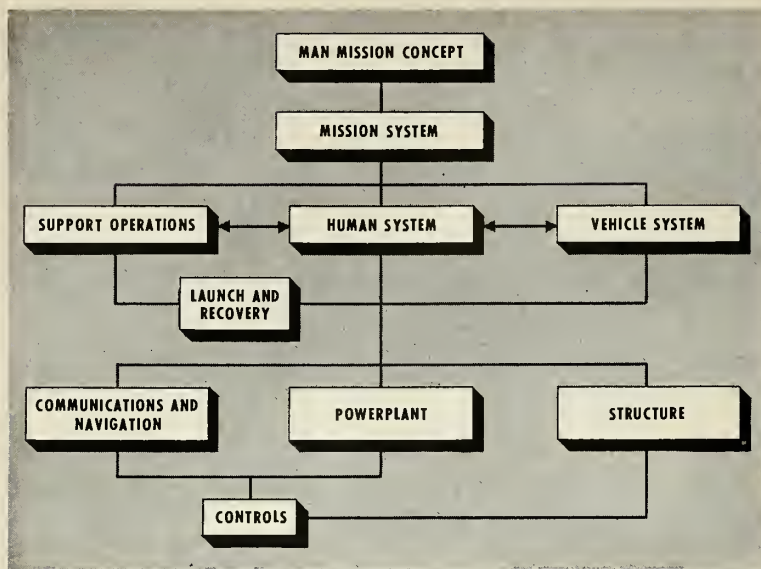 MAN MISSION CONCEPT
MISSION SYSTEM
SUPPORT OPERATIONS
HUMAN SYSTEM
VEHICLE SYSTEM
LAUNCH AND
RECOVERY
COMMUNICATIONS AND
NAVIGATION
POWERPLANT
STRUCTURE
CONTROLS